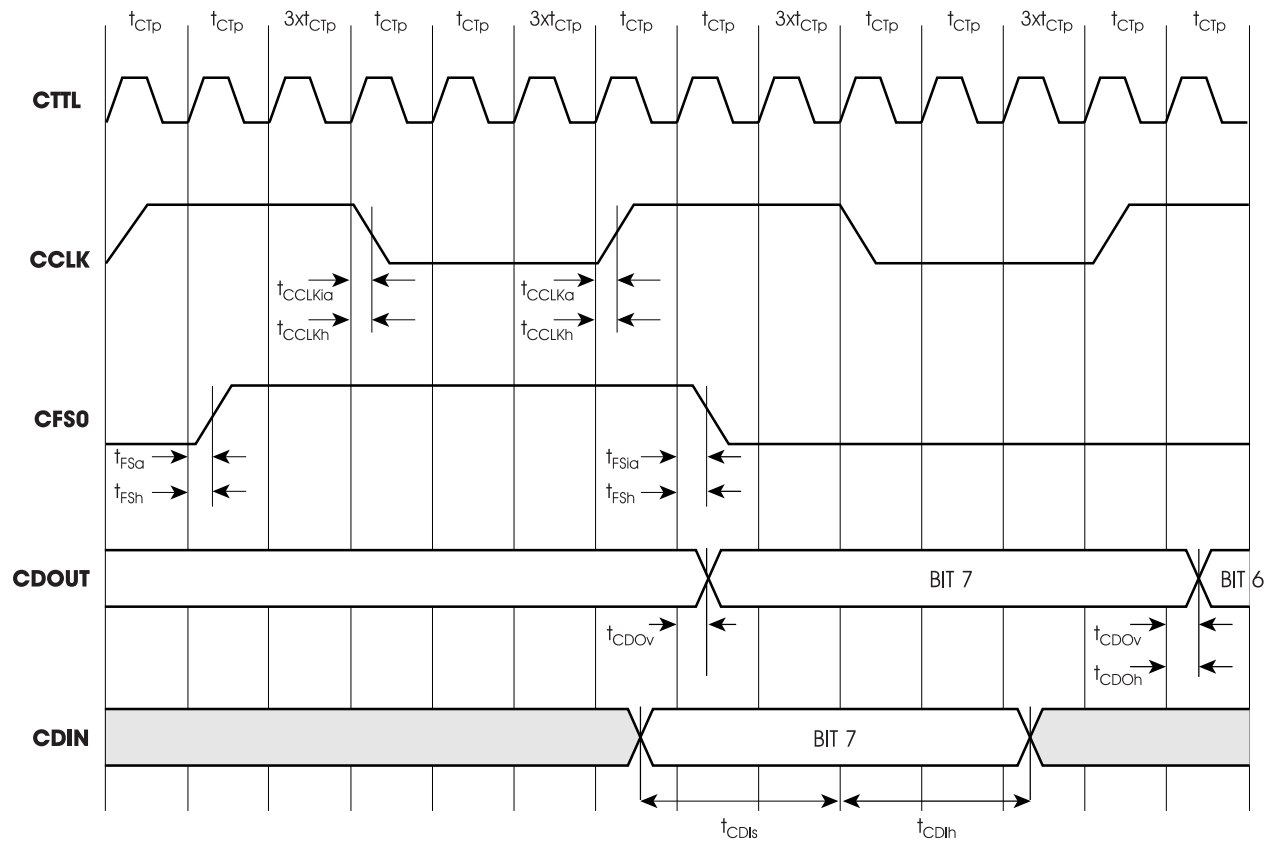 tCTp tCTp 3xtCTp tCTp tCTp 3xtCTp tCTp tCTp 3xtCTp tCTp tCTp 3xtCTp tCTp tCTp
CTTL
CCLK
tCCLKia tCCLKa
tCCLKh tCCLKh
CFS0
tFSa tFSia
tFSh tFSh
CDOUT BIT 7 BIT 6
tCDOv tCDOv
tCDOh
CDIN BIT 7
tCDIs tCDIh